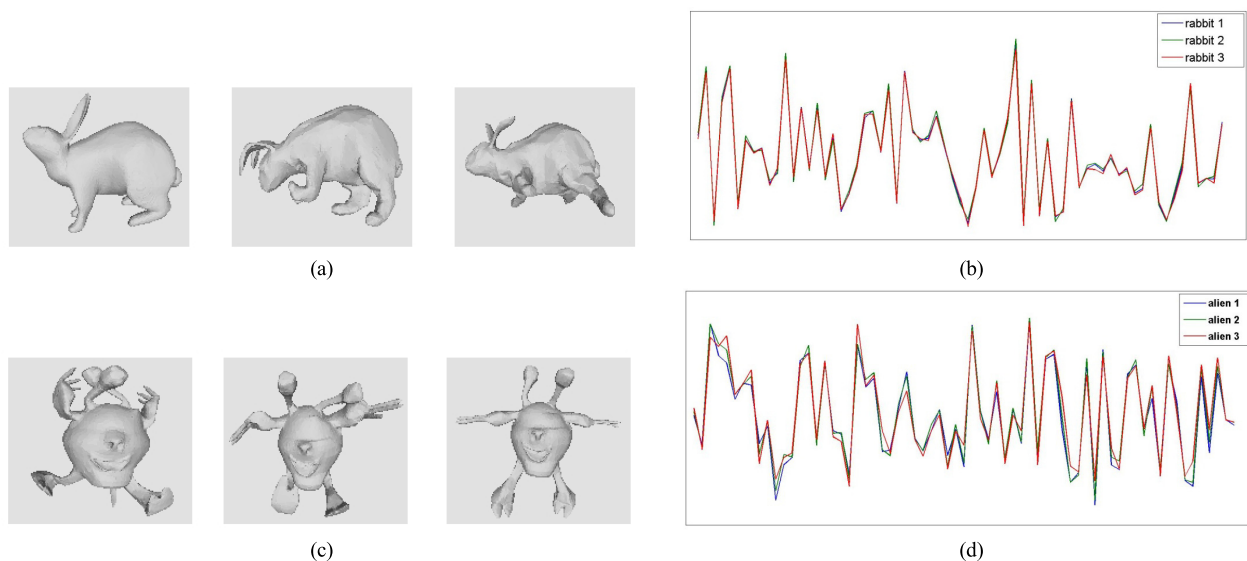 rabbit 1
rabbit 2
rabbit 3
(a)
(b)
alien 1
alien 2
alien 3
(c)
(d)